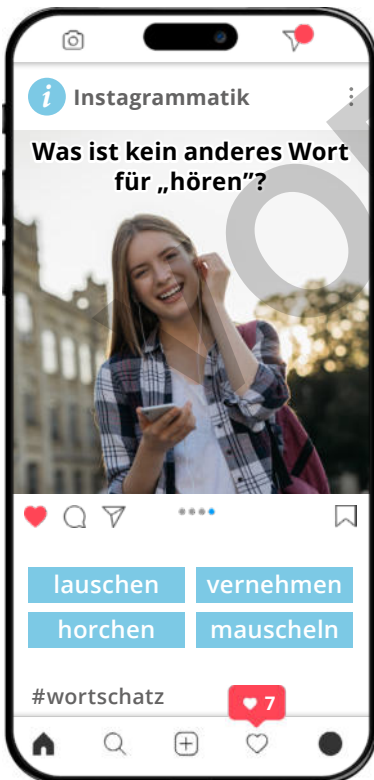 Instagrammatik
Was ist kein anderes Wort
für „hören”?
lauschen vernehmen
horchen mauscheln
#wortschatz
7